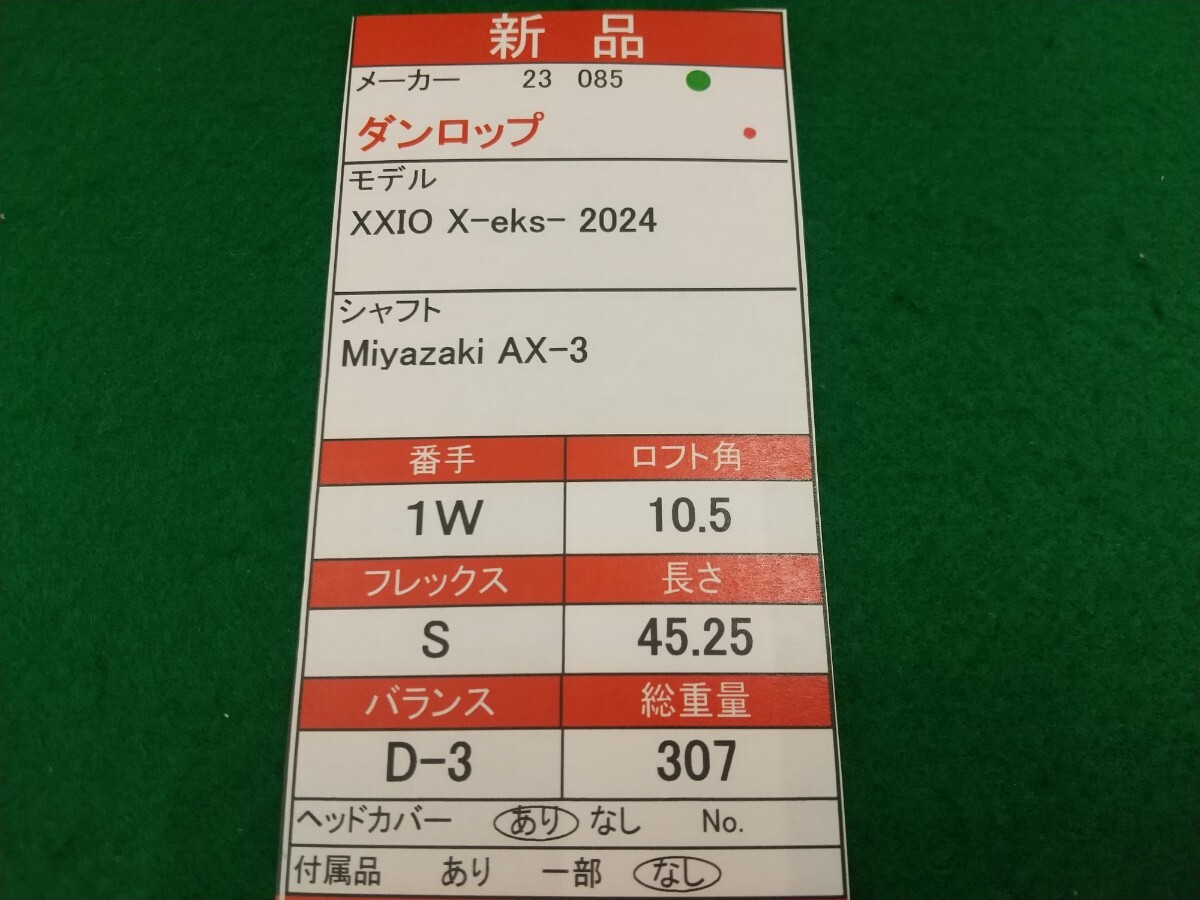 新 品
メーカー 23 085
ダンロップ
モデル
XXIO X-eks- 2024
シャフト
Miyazaki AX-3
番手 ロフト角
1W 10.5
フレックス 長さ
S 45.25
バランス 総重量
D-3 307
ヘッドカバー あり なし No.
付属品 あり 一部 なし